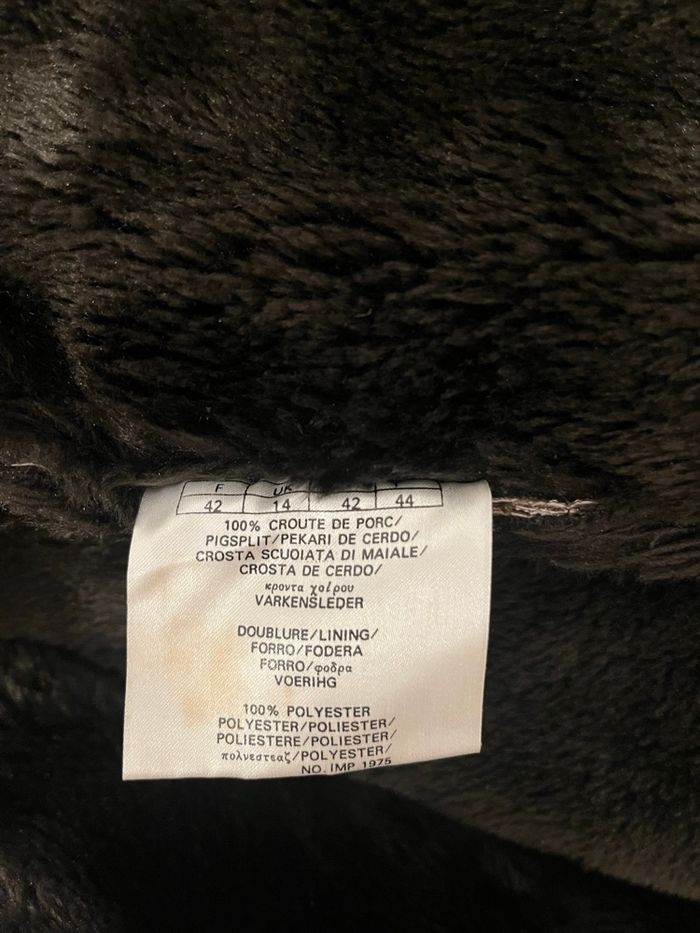 F UK
42 14 42 44
100% CROUTE DE PORC/
PIGSPLIT/PEKARI DE CERDO/
CROSTA SCUOIATA DI MAIALE/
CROSTA DE CERDO/
κροντα χοίρου
VARKENSLEDER
DOUBLURE/LINING/
FORRO/FODERA
FORRO/φοδρα
VOERIHG
100% POLYESTER
POLYESTER/POLIESTER/
POLIESTERE/POLIESTER/
πολνεστεαζ/POLYESTER/
NO. IMP 1975